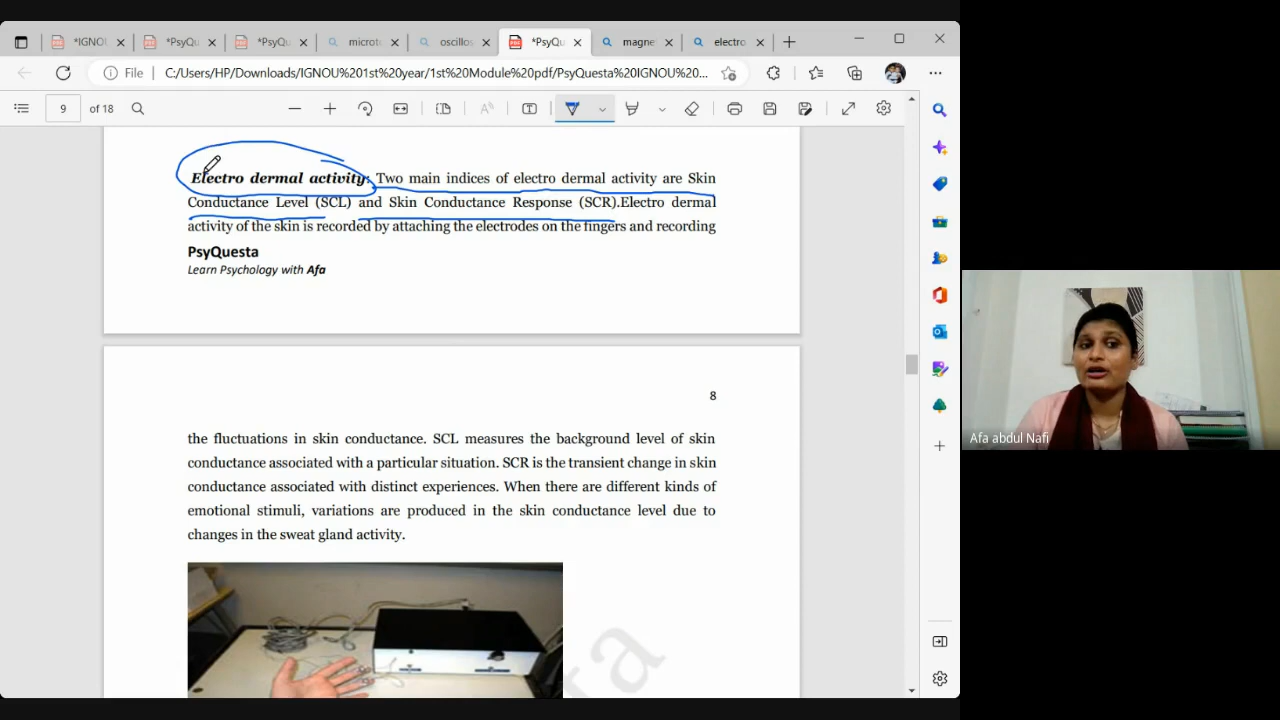 *IGNOU
*PsyQu
*PsyQu
microt
oscillos
*PsyQu
magne
electro
File
C:/Users/HP/Downloads/IGNOU%201st%20year/1st%20Module%20pdf/PsyQuesta%20IGNOU%20...
9 of 18
Electro dermal activity: Two main indices of electro dermal activity are Skin
Conductance Level (SCL) and Skin Conductance Response (SCR).Electro dermal
activity of the skin is recorded by attaching the electrodes on the fingers and recording
PsyQuesta
Learn Psychology with Afa
8
the fluctuations in skin conductance. SCL measures the background level of skin
conductance associated with a particular situation. SCR is the transient change in skin
conductance associated with distinct experiences. When there are different kinds of
emotional stimuli, variations are produced in the skin conductance level due to
changes in the sweat gland activity.
fa
Afa abdul Nafi